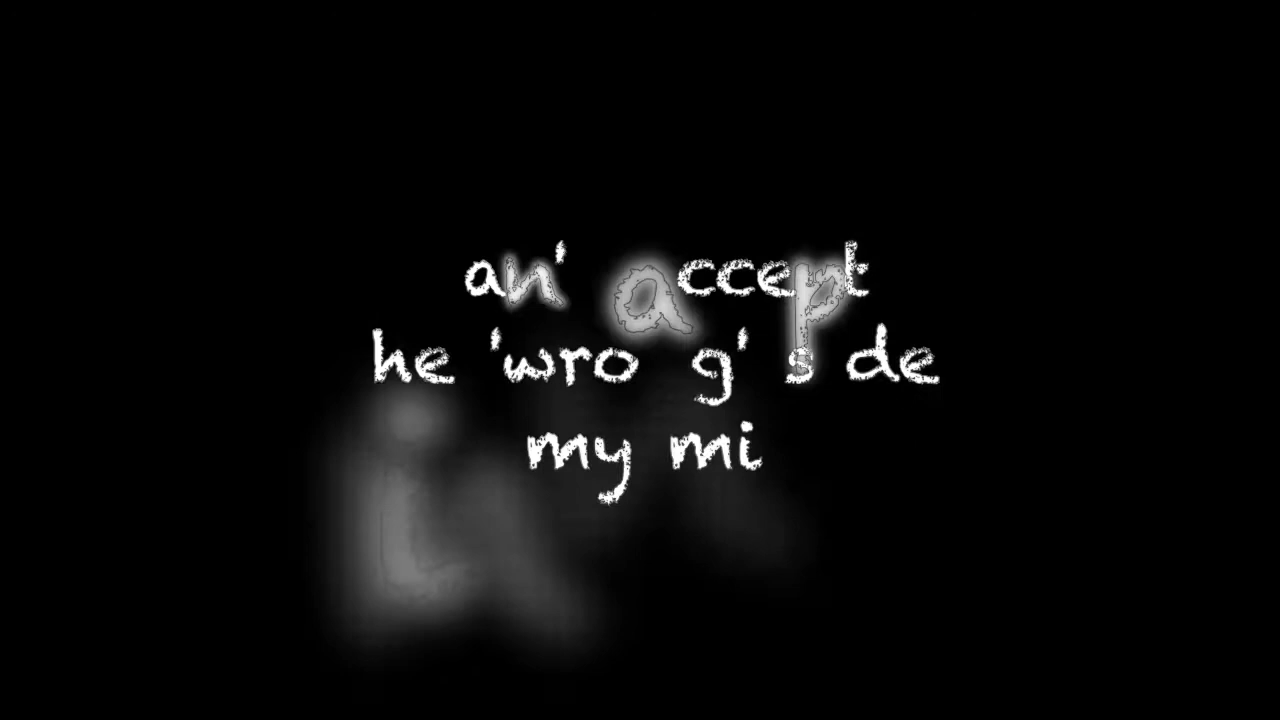 an' accept
he 'wro g' s de
my mi